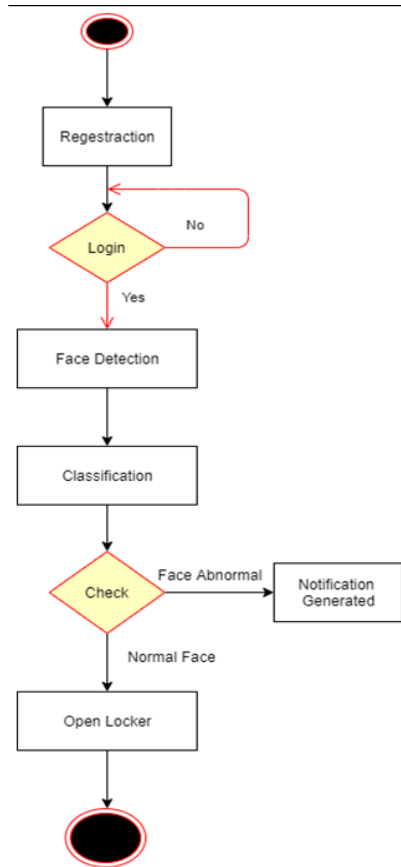 Regestraction
No
Login
Yes
Face Detection
Classification
Face Abnormal
Notification
Generated
Check
Normal Face
Open Locker